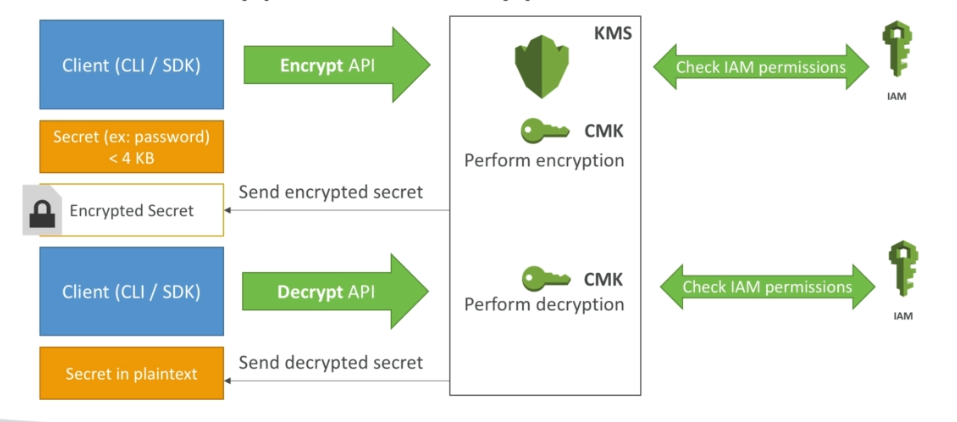 Client (CLI / SDK)
Encrypt API
KMS
Check IAM permissions
IAM
Secret (ex: password)
< 4 KB
CMK
Perform encryption
Send encrypted secret
Encrypted Secret
Client (CLI / SDK)
Decrypt API
CMK
Perform decryption
Check IAM permissions
IAM
Send decrypted secret
Secret in plaintext